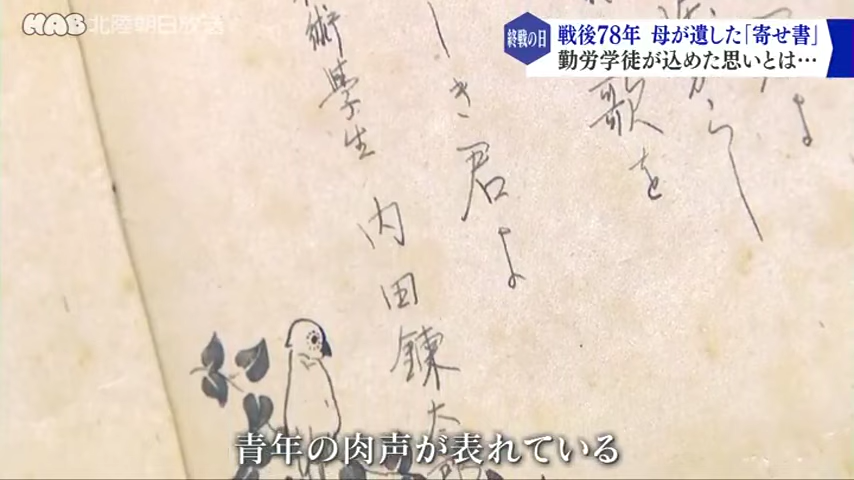 HAB北陸朝日放送
終戦の日
戦後78年 母が遺した「寄せ書」
勤労学徒が込めた思いとは…
よ
からし
歌を
しき君よ
術學生
内田錬太郎
青年の肉声が表れている